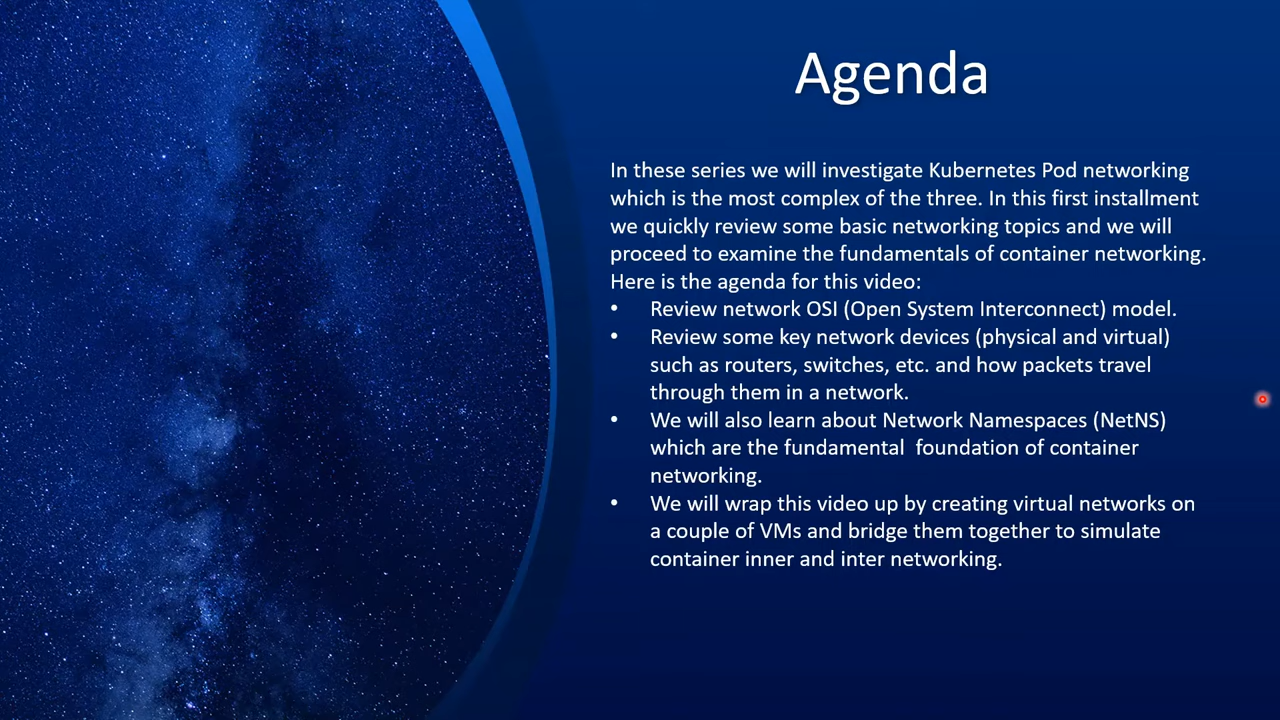 Agenda
In these series we will investigate Kubernetes Pod networking
which is the most complex of the three. In this first installment
we quickly review some basic networking topics and we will
proceed to examine the fundamentals of container networking.
Here is the agenda for this video:
• Review network OSI (Open System Interconnect) model.
• Review some key network devices (physical and virtual)
such as routers, switches, etc. and how packets travel
through them in a network.
• We will also learn about Network Namespaces (NetNS)
which are the fundamental  foundation of container
networking.
• We will wrap this video up by creating virtual networks on
a couple of VMs and bridge them together to simulate
container inner and inter networking.